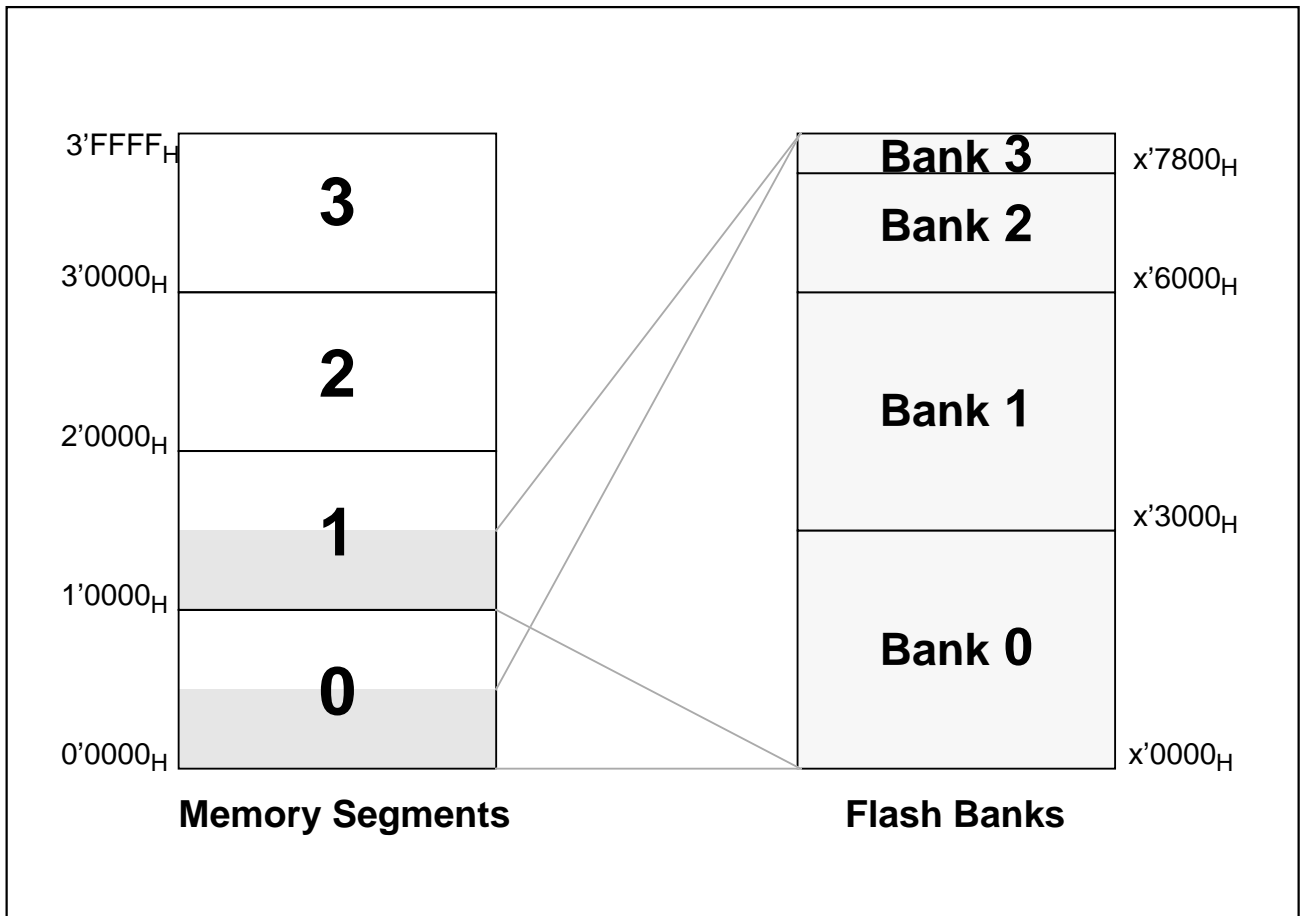 3’FFFFH
3
3’0000H
2
2’0000H
1
1’0000H
0
0’0000H
Memory Segments
Bank 3
x’7800H
Bank 2
x’6000H
Bank 1
x’3000H
Bank 0
x’0000H
Flash Banks